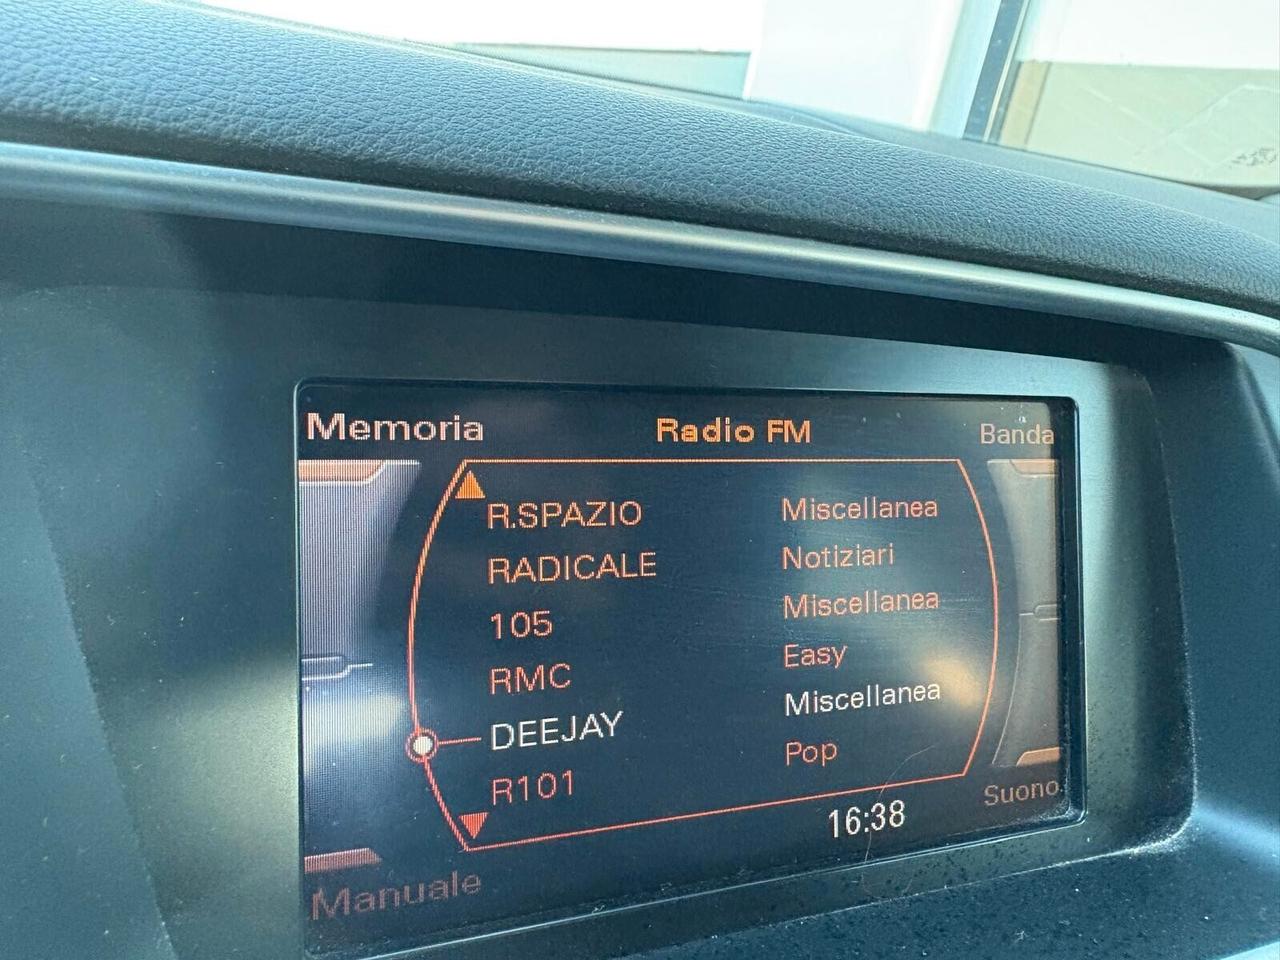 Memoria Radio FM Banda
R.SPAZIO Miscellanea
RADICALE Notiziari
105 Miscellanea
RMC Easy
DEEJAY Miscellanea
R101 Pop
16:38 Suono
Manuale